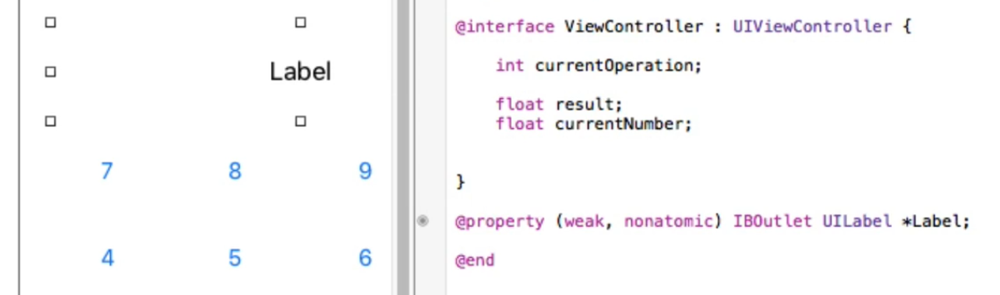 Label
7 8 9
4 5 6
@interface ViewController : UIViewController {
int currentOperation;
float result;
float currentNumber;
}
@property (weak, nonatomic) IBOutlet UILabel *Label;
@end